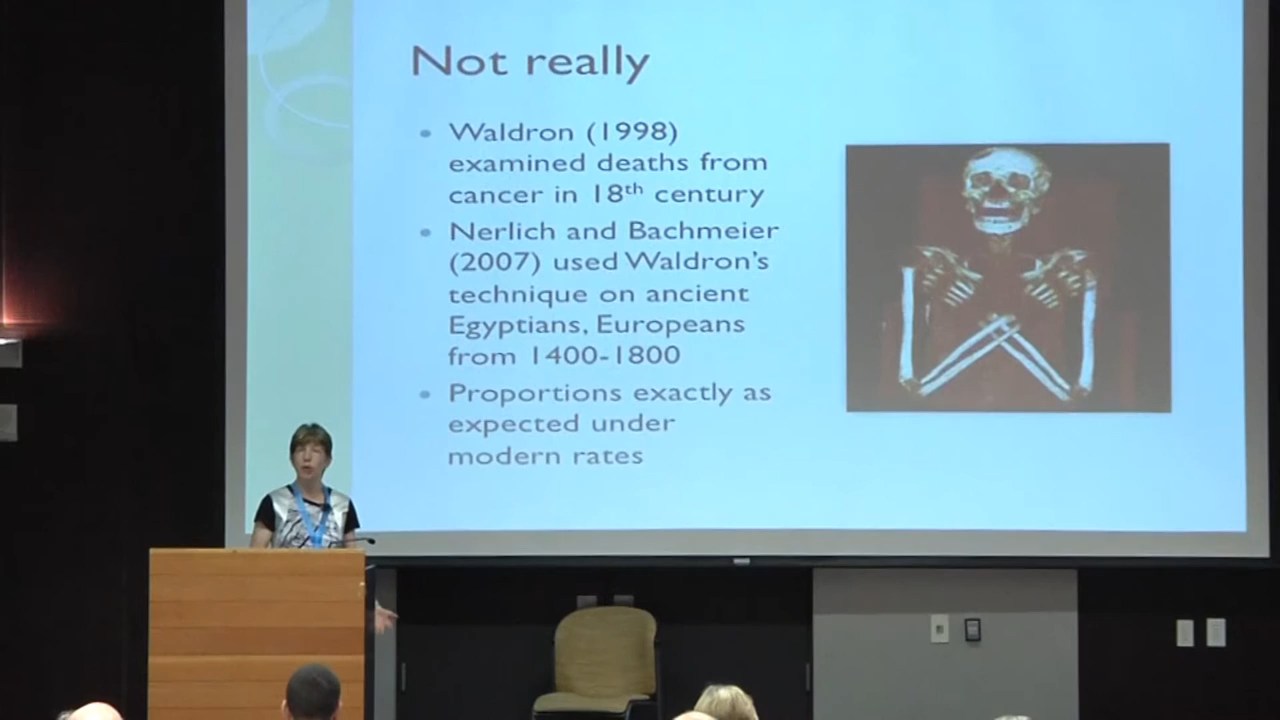 Not really
Waldron (1998)
examined deaths from
cancer in 18th century
Nerlich and Bachmeier
(2007) used Waldron's
technique on ancient
Egyptians, Europeans
from 1400-1800
Proportions exactly as
expected under
modern rates